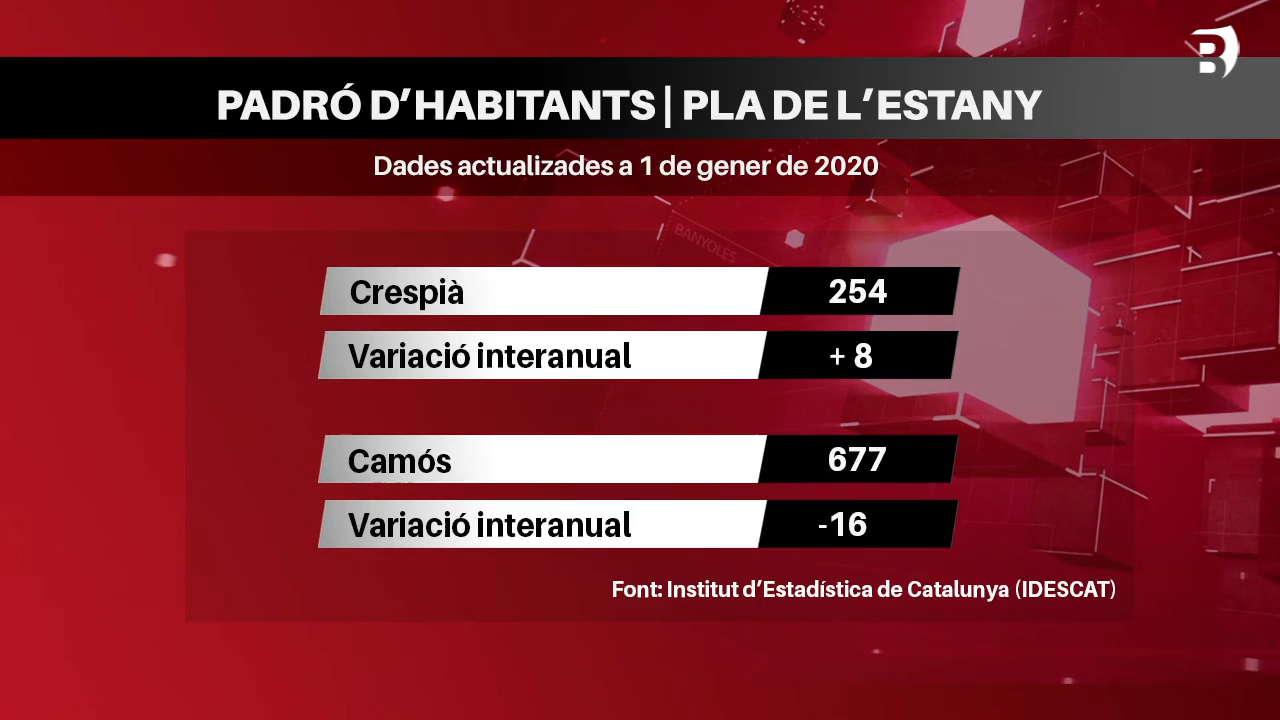 PADRÓ D’HABITANTS | PLA DE L’ESTANY
Dades actualizades a 1 de gener de 2020
BANYOLES
Crespià 254
Variació interanual + 8
Camós 677
Variació interanual -16
Font: Institut d’Estadística de Catalunya (IDESCAT)